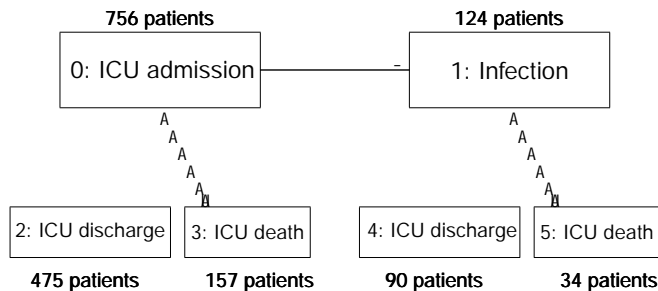 756 patients
124 patients
0: ICU admission
1: Infection
2: ICU discharge
3: ICU death
4: ICU discharge
5: ICU death
475 patients
157 patients
90 patients
34 patients